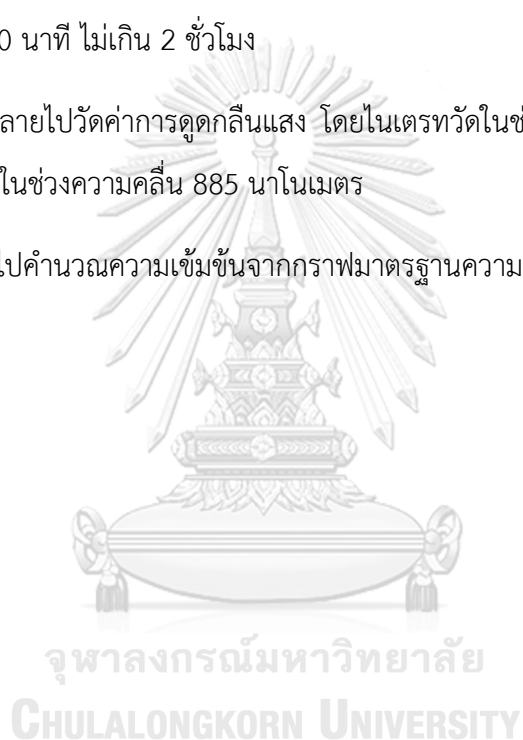 0 นาที ไม่เกิน 2 ชั่วโมง
ลายไปวัดค่าการดูดกลืนแสง โดยไนเตรทวัดในช่
ในช่วงความคลื่น 885 นาโนเมตร
ไปคำนวณความเข้มข้นจากกราฟมาตรฐานความ
จุฬาลงกรณ์มหาวิทยาลัย
CHULALONGKORN UNIVERSITY